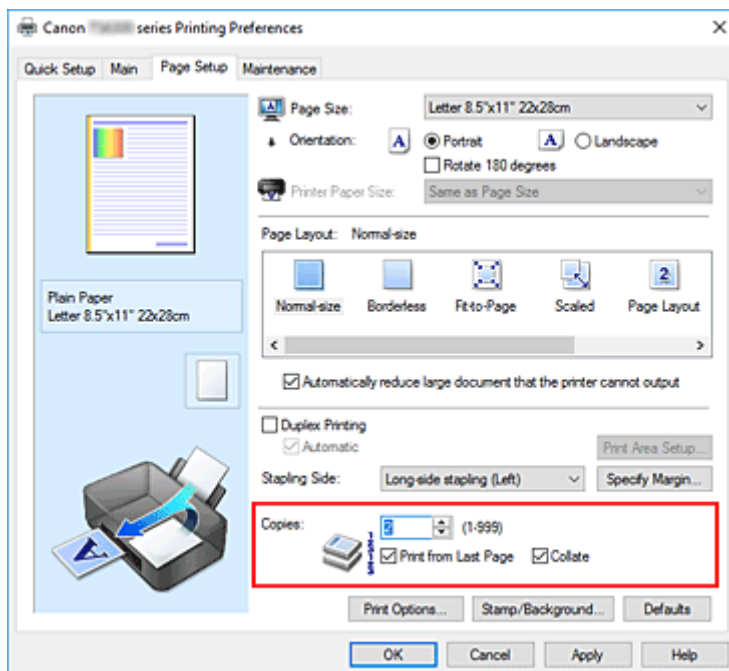 Canon series Printing Preferences
Quick Setup Main Page Setup Maintenance
Page Size: Letter 8.5"x11" 22x28cm
Orientation: A Portrait A Landscape
Rotate 180 degrees
Printer Paper Size: Same as Page Size
Page Layout: Normal-size
2
Normal-size Borderless Fit-to-Page Scaled Page Layout
Plain Paper
Letter 8.5"x11" 22x28cm
Automatically reduce large document that the printer cannot output
Duplex Printing
Automatic Print Area Setup...
Stapling Side: Long-side stapling (Left) Specify Margin...
Copies: 2 (1-999)
Print from Last Page Collate
A
Print Options... Stamp/Background... Defaults
OK Cancel Apply Help